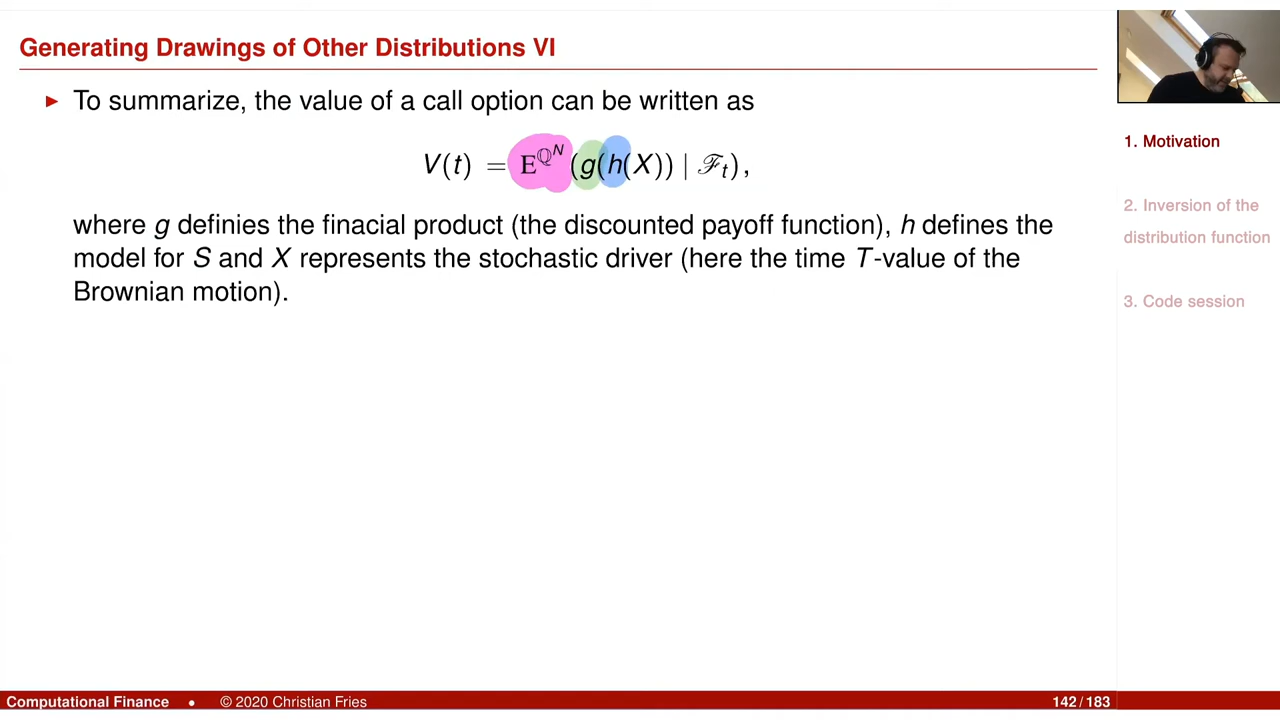 Generating Drawings of Other Distributions VI
▶ To summarize, the value of a call option can be written as
V(t) = E^{ℚ^N} (g(h(X)) | ℱ_t) ,
where g definies the finacial product (the discounted payoff function), h defines the
model for S and X represents the stochastic driver (here the time T-value of the
Brownian motion).
1. Motivation
2. Inversion of the
distribution function
3. Code session
Computational Finance • © 2020 Christian Fries 142 / 183